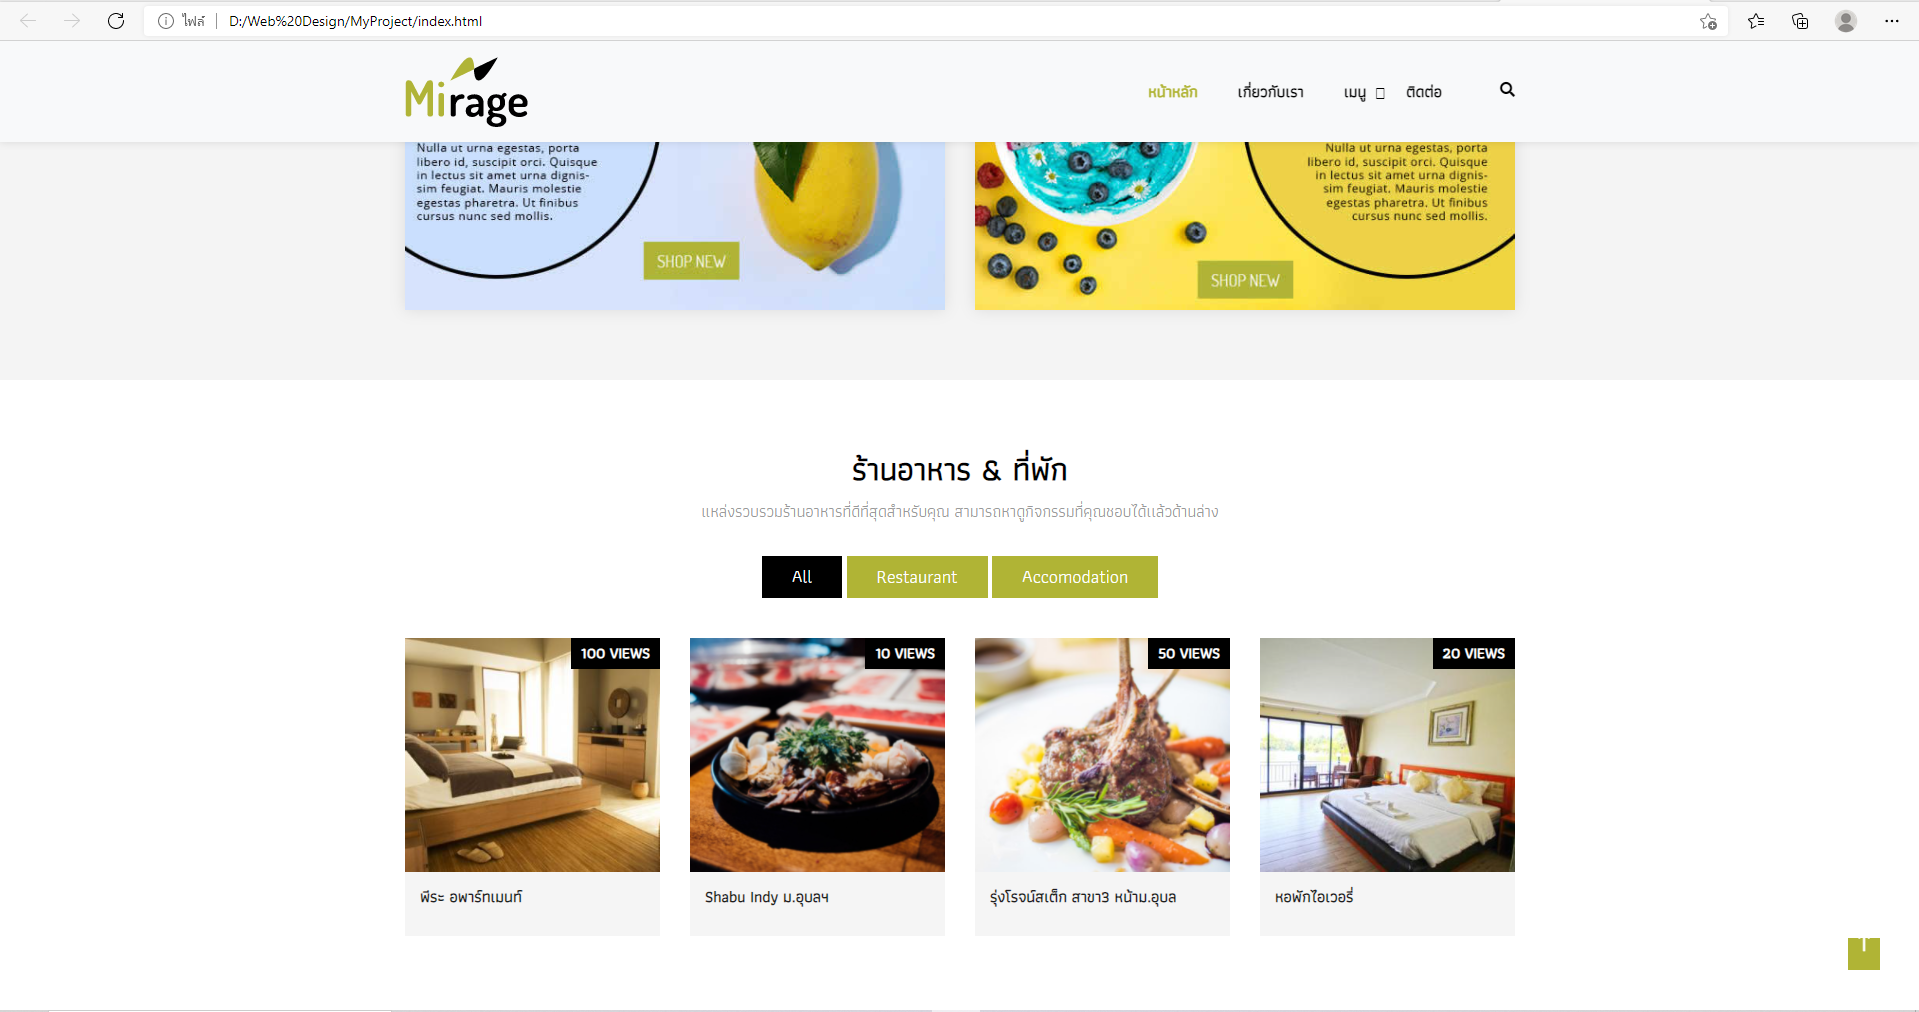 ไฟล์
D:/Web%20Design/MyProject/index.html
Mirage
หน้าหลัก
เกี่ยวกับเรา
เมนู
ติดต่อ
Nulla ut urna egestas, porta
libero id, suscipit orci. Quisque
in lectus sit amet urna dignis-
sim feugiat. Mauris molestie
egestas pharetra. Ut finibus
cursus nunc sed mollis.
SHOP NEW
Nulla ut urna egestas, porta
libero id, suscipit orci. Quisque
in lectus sit amet urna dignis-
sim feugiat. Mauris molestie
egestas pharetra. Ut finibus
cursus nunc sed mollis.
SHOP NEW
ร้านอาหาร & ที่พัก
แหล่งรวบรวมร้านอาหารที่ดีที่สุดสำหรับคุณ สามารถหาดูกิจกรรมที่คุณชอบได้แล้วด้านล่าง
All
Restaurant
Accomodation
100 VIEWS
10 VIEWS
50 VIEWS
20 VIEWS
พีระ อพาร์ทเมนท์
Shabu Indy ม.อุบลฯ
รุ่งโรจน์สเต็ก สาขา3 หน้าม.อุบล
หอพักไอเวอรี่